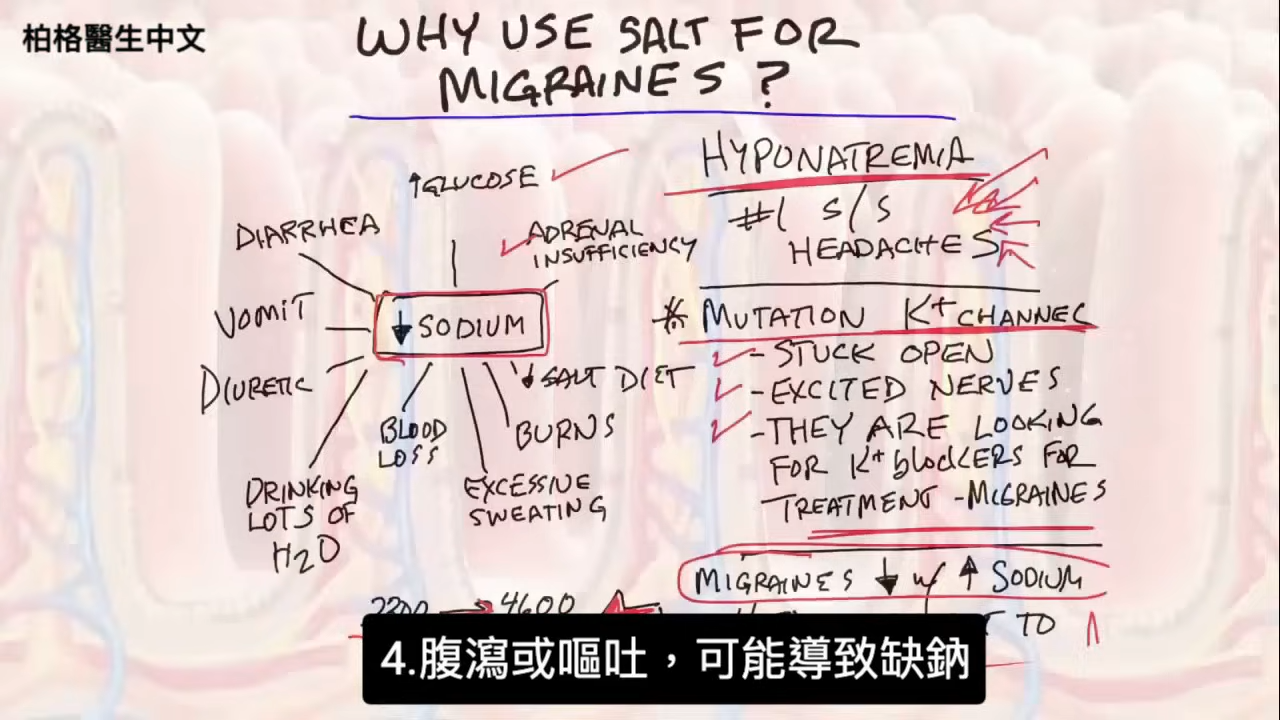 柏格醫生中文
WHY USE SALT FOR
MIGRAINES?
↑GLUCOSE
DIARRHEA
ADRENAL
INSUFFICIENCY
VOMIT
↓ SODIUM
DIURETIC
↓ SALT DIET
BLOOD
LOSS
BURNS
DRINKING
LOTS OF
H2O
EXCESSIVE
SWEATING
2200 → 4600
HYPONATREMIA
#1 S/S
HEADACHES
* MUTATION K+ CHANNEL
- STUCK OPEN
- EXCITED NERVES
- THEY ARE LOOKING
FOR K+ blockERS FOR
TREATMENT - MIGRAINES
MIGRAINES ↓ w/ ↑ SODIUM
TO
4.腹瀉或嘔吐，可能導致缺鈉